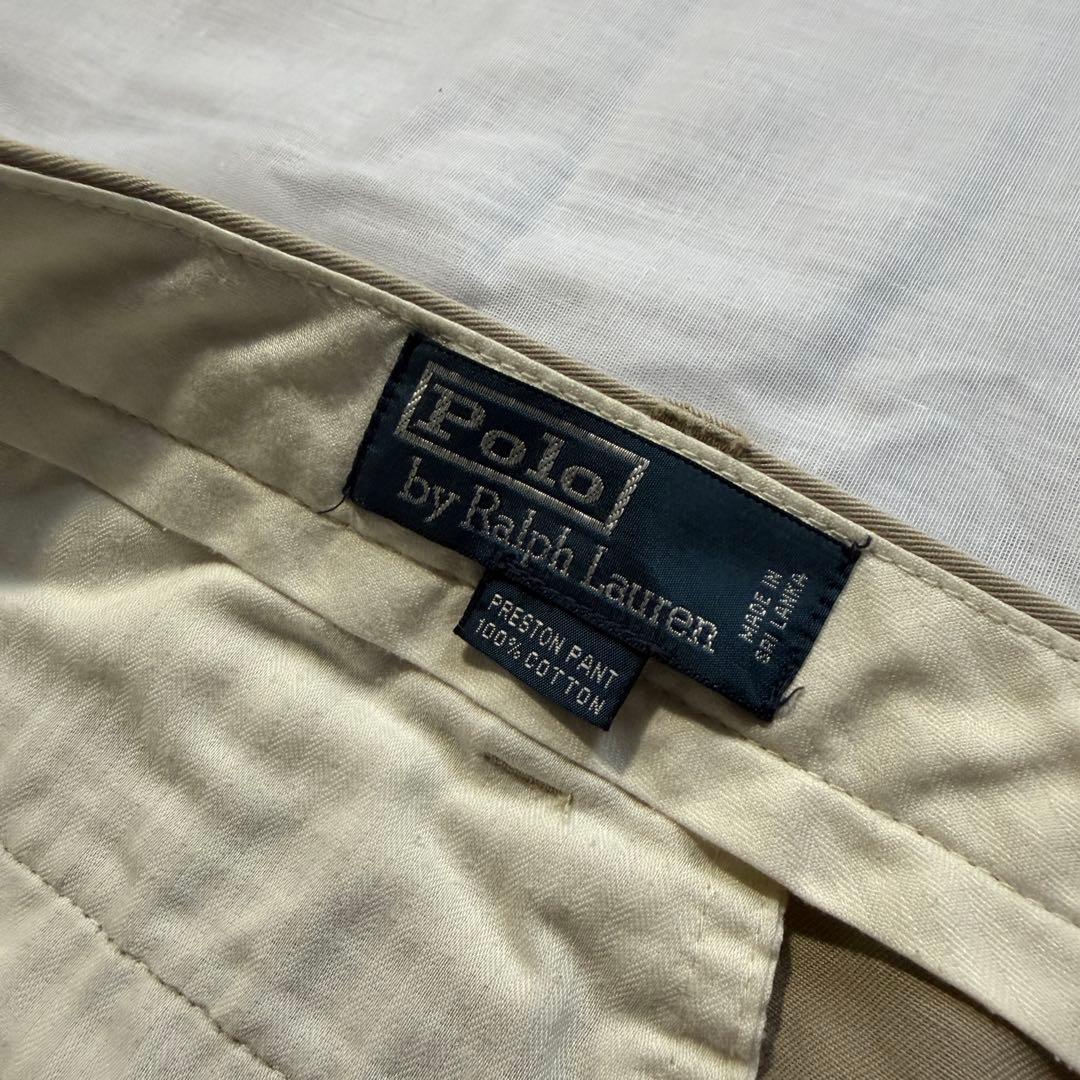 Polo
by Ralph Lauren
MADE IN
SRI LANKA
PRESTON PANT
100% COTTON